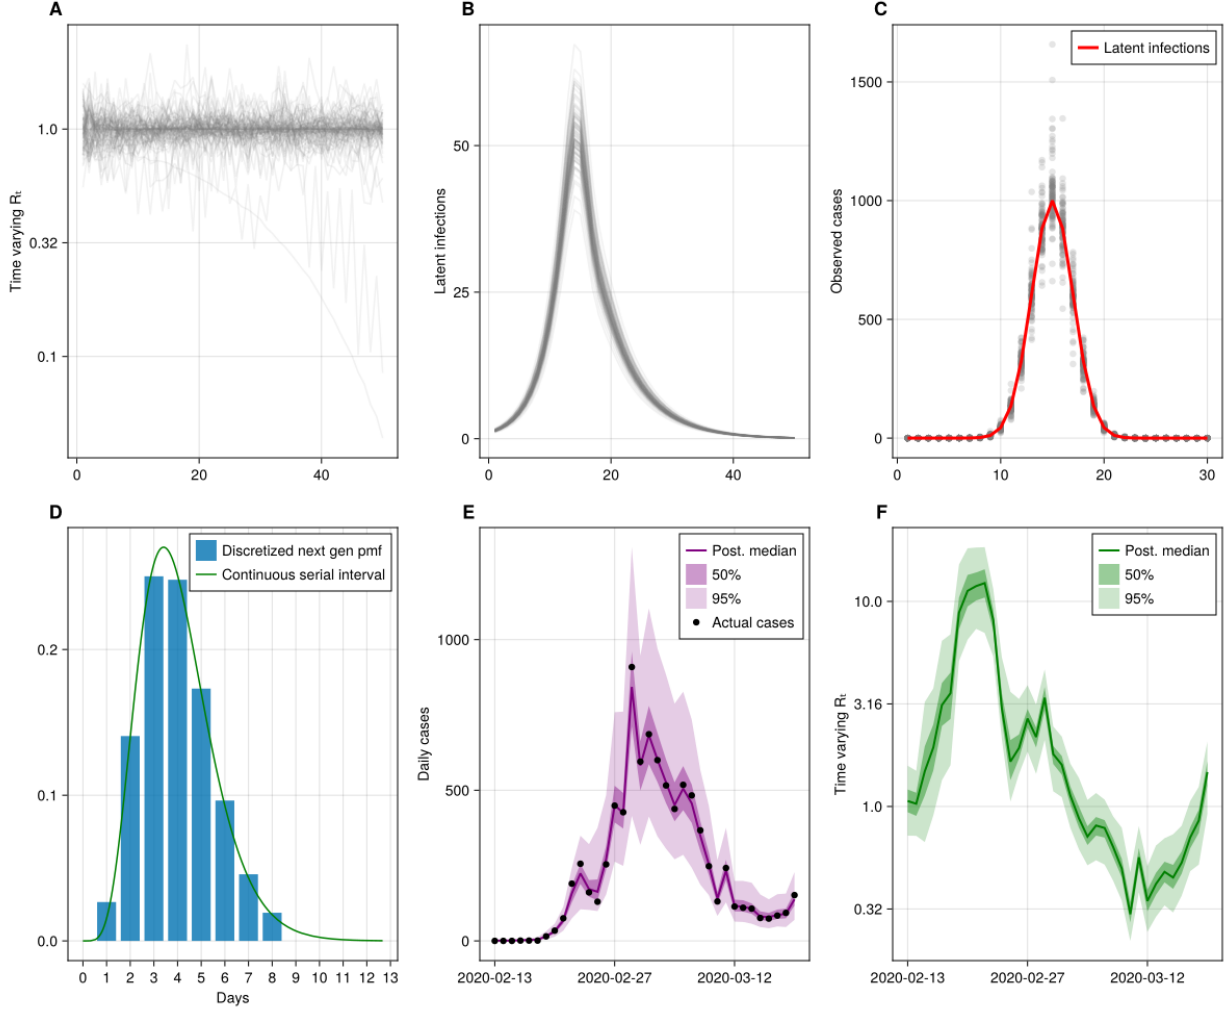 A
Time varying Rₜ
1.0
0.32
0.1
0 20 40
B
Latent infections
50
25
0
0 20 40
C
Latent infections
Observed cases
1500
1000
500
0
0 10 20 30
D
Discretized next gen pmf
Continuous serial interval
0.2
0.1
0.0
0 1 2 3 4 5 6 7 8 9 10 11 12 13
Days
E
Post. median
50%
95%
Actual cases
Daily cases
1000
500
0
2020-02-13 2020-02-27 2020-03-12
F
Post. median
50%
95%
Time varying Rₜ
10.0
3.16
1.0
0.32
2020-02-13 2020-02-27 2020-03-12